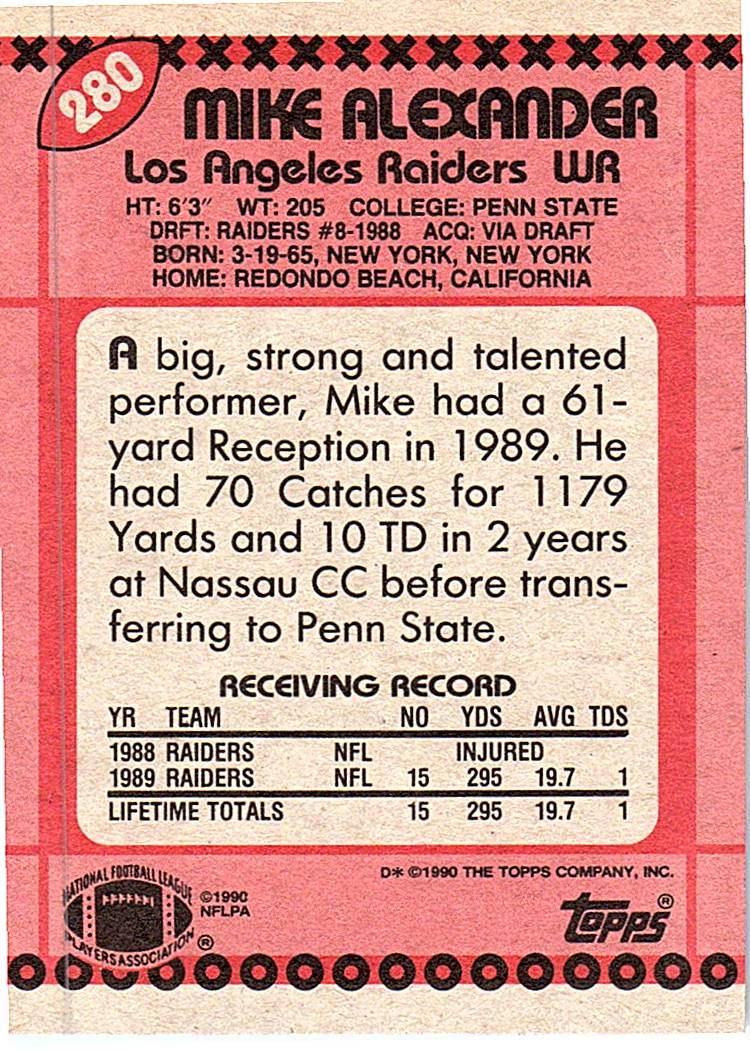 280
MIKE ALEXANDER
Los Angeles Raiders WR
HT: 6'3" WT: 205 COLLEGE: PENN STATE
DRFT: RAIDERS #8-1988 ACQ: VIA DRAFT
BORN: 3-19-65, NEW YORK, NEW YORK
HOME: REDONDO BEACH, CALIFORNIA
A big, strong and talented
performer, Mike had a 61-
yard Reception in 1989. He
had 70 Catches for 1179
Yards and 10 TD in 2 years
at Nassau CC before trans-
ferring to Penn State.
RECEIVING RECORD
YR TEAM NO YDS AVG TDS
1988 RAIDERS NFL INJURED
1989 RAIDERS NFL 15 295 19.7 1
LIFETIME TOTALS 15 295 19.7 1
D* ©1990 THE TOPPS COMPANY, INC.
NATIONAL FOOTBALL LEAGUE
PLAYERS ASSOCIATION ®
©1990
NFLPA
topps ®